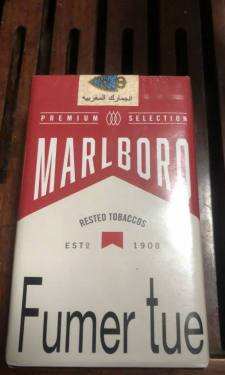 الجمارك المغربية
PREMIUM SELECTION
MARLBORO
RESTED TOBACCOS
ESTD 1908
Fumer tue